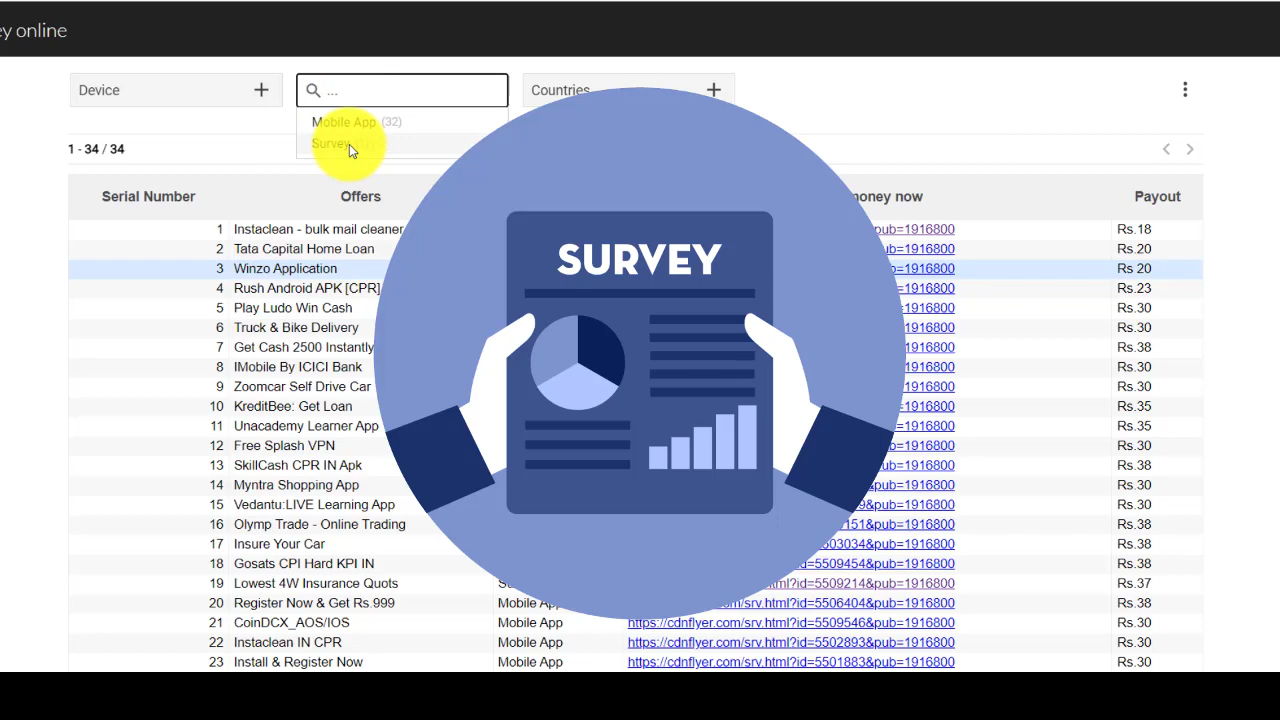 ey online
Device + ... Countries +
Mobile App (32)
Survey
1 - 34 / 34
Serial Number Offers oney now Payout
1 Instaclean - bulk mail cleaner pub=1916800 Rs.18
2 Tata Capital Home Loan &pub=1916800 Rs 20
3 Winzo Application &pub=1916800 Rs 20
4 Rush Android APK [CPR] &pub=1916800 Rs.23
5 Play Ludo Win Cash &pub=1916800 Rs.30
6 Truck & Bike Delivery &pub=1916800 Rs.30
7 Get Cash 2500 Instantly &pub=1916800 Rs.38
8 IMobile By ICICI Bank &pub=1916800 Rs.30
9 Zoomcar Self Drive Car &pub=1916800 Rs.30
10 KreditBee: Get Loan &pub=1916800 Rs.35
11 Unacademy Learner App &pub=1916800 Rs.35
12 Free Splash VPN &pub=1916800 Rs.30
13 SkillCash CPR IN Apk &pub=1916800 Rs.38
14 Myntra Shopping App &pub=1916800 Rs.30
15 Vedantu:LIVE Learning App 9&pub=1916800 Rs.30
16 Olymp Trade - Online Trading 151&pub=1916800 Rs.38
17 Insure Your Car 503034&pub=1916800 Rs.30
18 Gosats CPI Hard KPI IN =5509454&pub=1916800 Rs.38
19 Lowest 4W Insurance Quots html?id=5509214&pub=1916800 Rs.37
20 Register Now & Get Rs.999 Mobile App om/srv.html?id=5506404&pub=1916800 Rs.38
21 CoinDCX_AOS/IOS Mobile App https://cdnflyer.com/srv.html?id=5509546&pub=1916800 Rs.30
22 Instaclean IN CPR Mobile App https://cdnflyer.com/srv.html?id=5502893&pub=1916800 Rs.30
23 Install & Register Now Mobile App https://cdnflyer.com/srv.html?id=5501883&pub=1916800 Rs.30
SURVEY